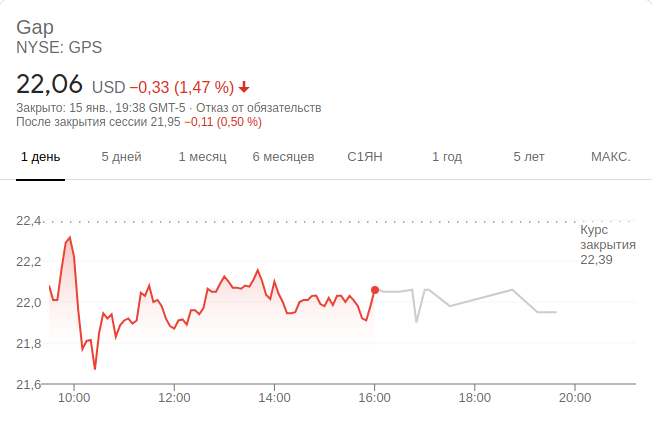 Gap
NYSE: GPS
22,06 USD −0,33 (1,47 %)
Закрыто: 15 янв., 19:38 GMT-5 · Отказ от обязательств
После закрытия сессии 21,95 −0,11 (0,50 %)
1 день 5 дней 1 месяц 6 месяцев С1ЯН 1 год 5 лет МАКС.
22,4
Курс
закрытия
22,39
22,2
22,0
21,8
21,6
10:00 12:00 14:00 16:00 18:00 20:00